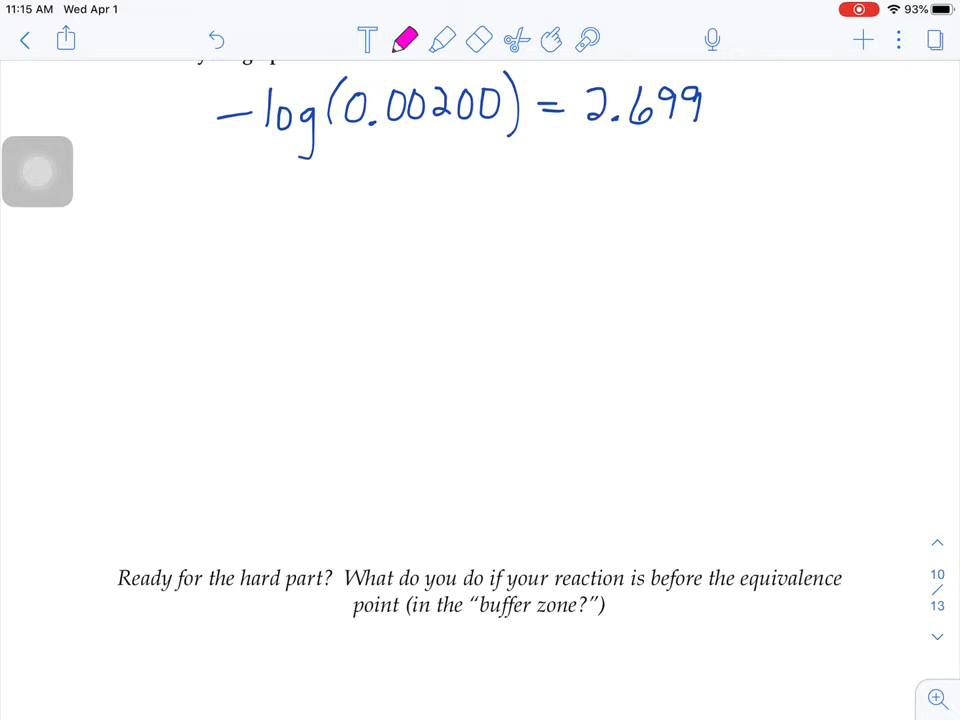 11:15 AM Wed Apr 1
93%
T
-log(0.00200) = 2.699
Ready for the hard part? What do you do if your reaction is before the equivalence
point (in the “buffer zone?”)
10
/
13